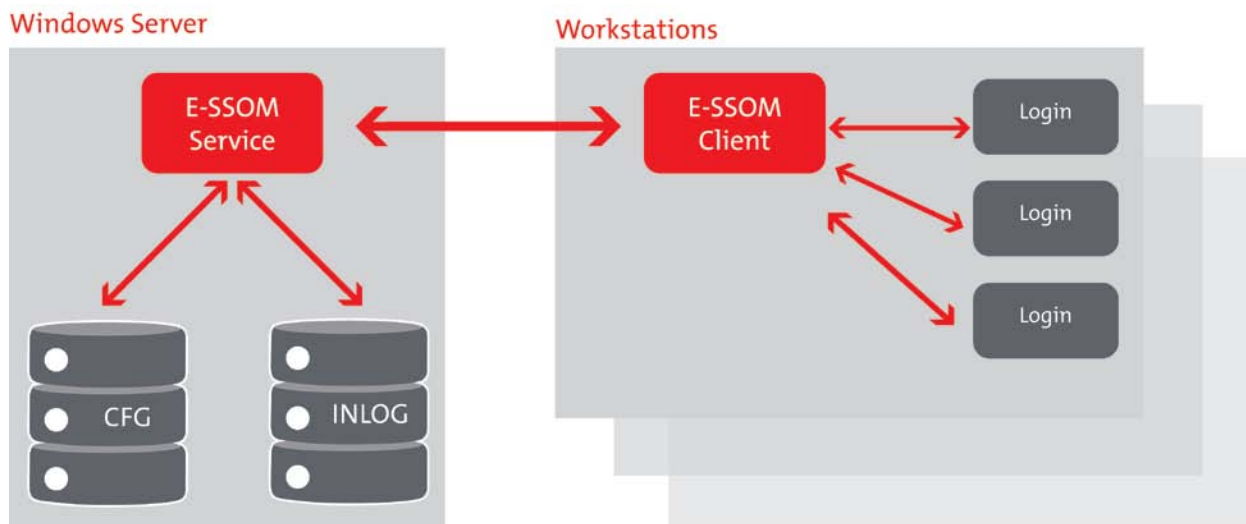 Windows Server
Workstations
E-SSOM
Service
E-SSOM
Client
Login
Login
Login
CFG
INLOG